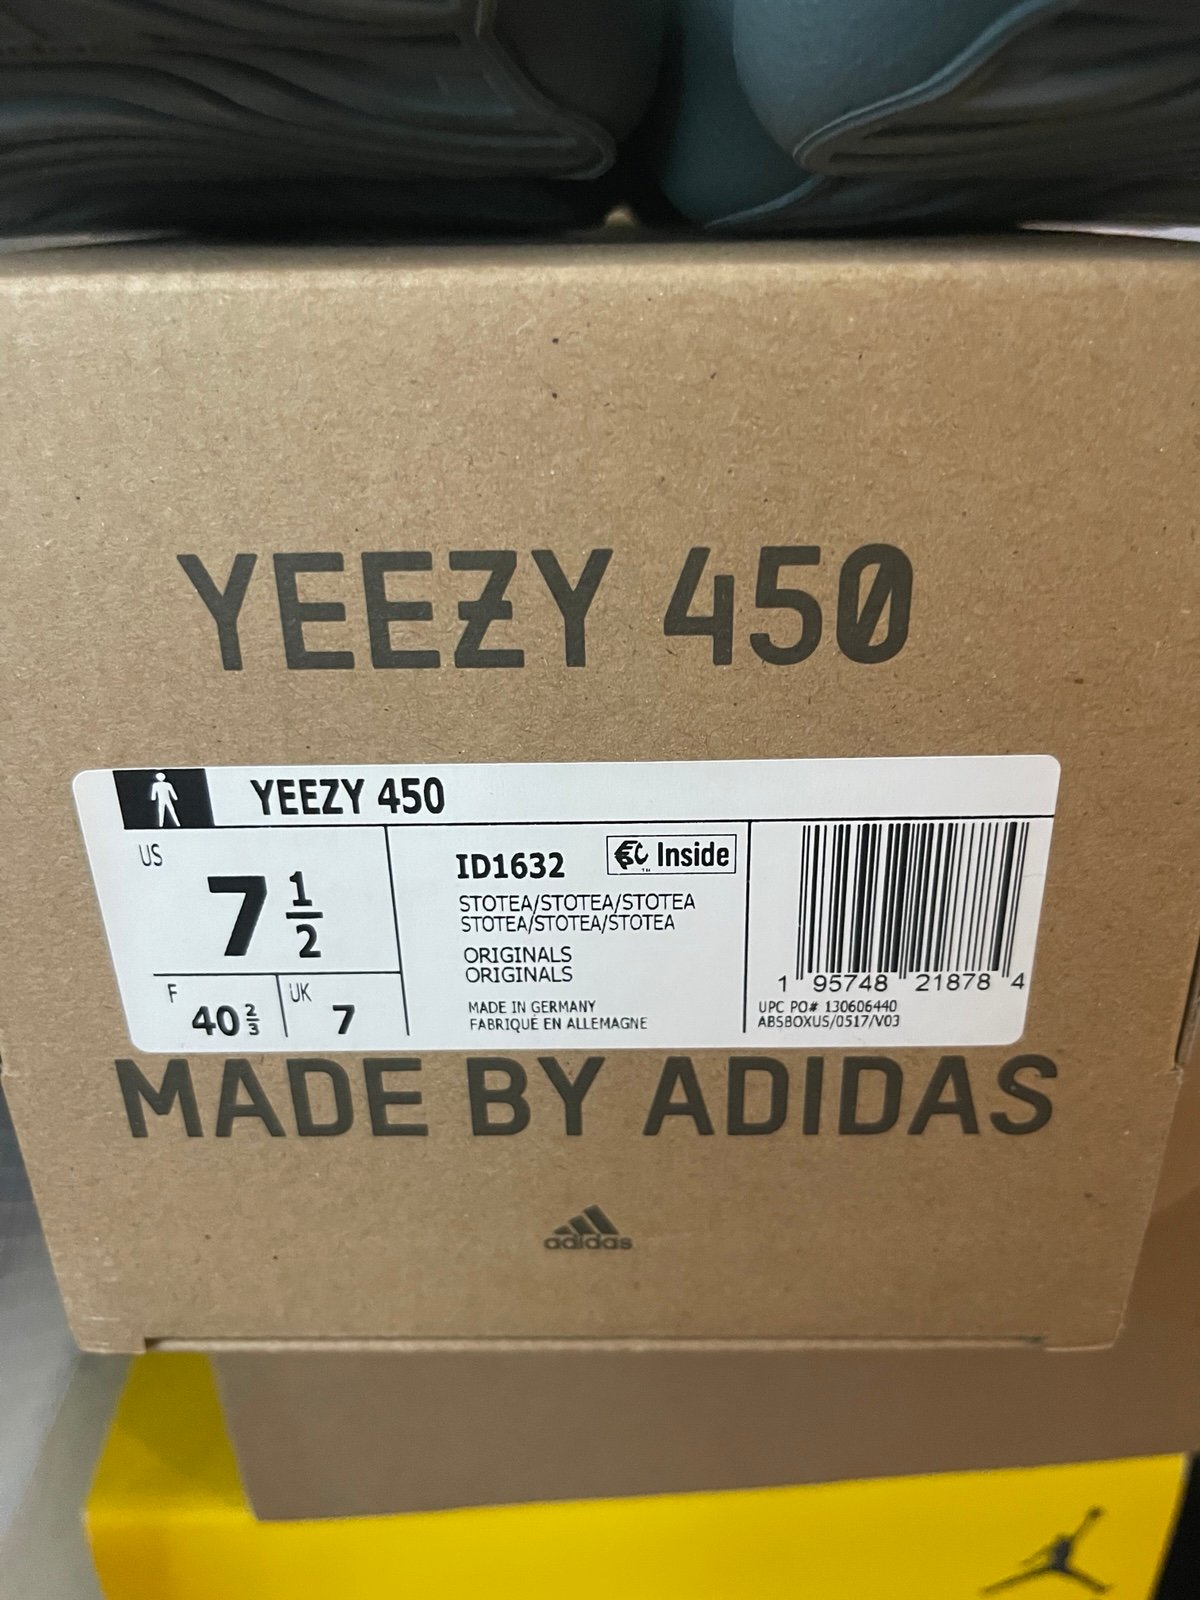 YEEZY 450
YEEZY 450
US
7 1/2
F
40 2/3
UK
7
ID1632
Inside
STOTEA/STOTEA/STOTEA
STOTEA/STOTEA/STOTEA
ORIGINALS
ORIGINALS
MADE IN GERMANY
FABRIQUÉ EN ALLEMAGNE
1 95748 21878 4
UPC PO# 130606440
ABSBOXUS/0517/V03
MADE BY ADIDAS
adidas